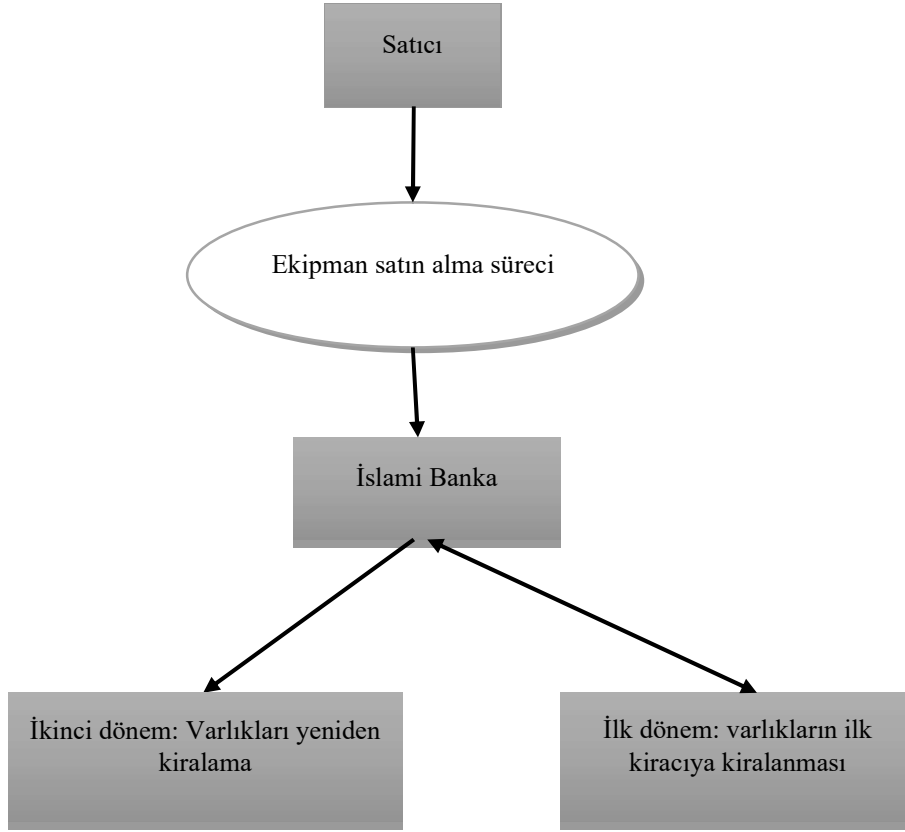 Satıcı
Ekipman satın alma süreci
İslami Banka
İkinci dönem: Varlıkları yeniden
kiralama
İlk dönem: varlıkların ilk
kiracıya kiralanması